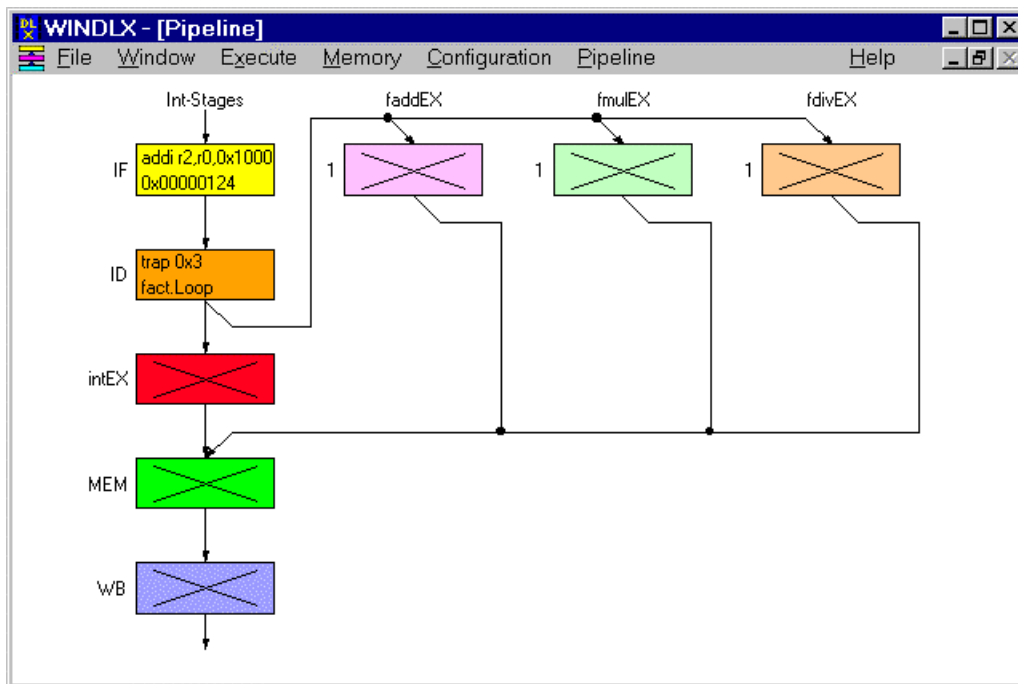 DLX WINDLX - [Pipeline]
File Window Execute Memory Configuration Pipeline Help
Int-Stages faddEX fmulEX fdivEX
IF addi r2,r0,0x1000 1 1 1
0x00000124
ID trap 0x3
fact.Loop
intEX
MEM
WB